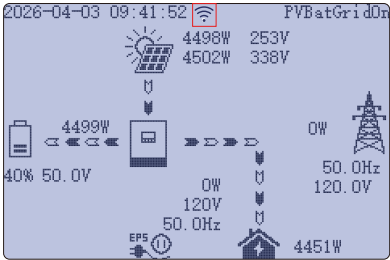 2026-04-03 09:41:52 PVBatGridOn
4498W 253V
4502W 338V
4499W
0W
40% 50.0V
50.0Hz
120.0V
0W
120V
50.0Hz
EPS
4451W